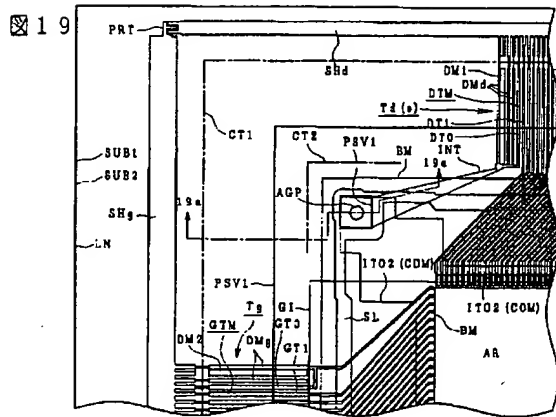 図19
PRT
SHd
DM1
DMd
DTM
Td(s)
DT1
DT0
CT1
CT2
PSV1
BM
INT
19a
SUB1
SUB2
19a
AGP
SHg
LN
ITO2 (COM)
PSV1
Tg
GTM
DMg
DM2
GI
GT3
GT1
SL
ITO2 (COM)
BM
AR